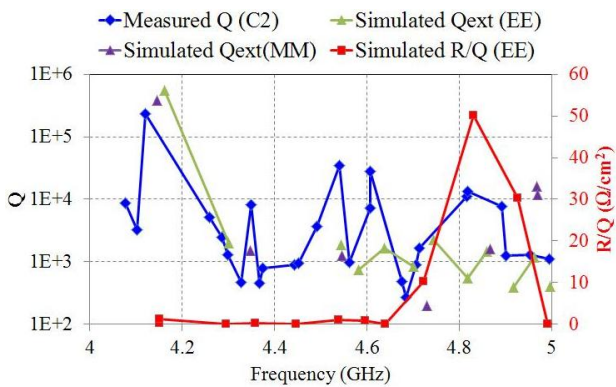 Measured Q (C2) Simulated Qext (EE)
Simulated Qext(MM) Simulated R/Q (EE)
1E+6
1E+5
1E+4
1E+3
1E+2
Q
60
50
40
30
20
10
0
R/Q (Ω/cm²)
4 4.2 4.4 4.6 4.8 5
Frequency (GHz)